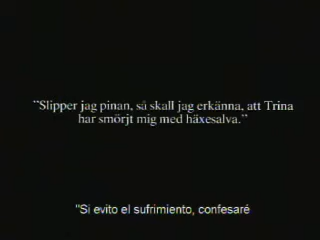 ”Slipper jag pinan, så skall jag erkänna, att Trina
har smörjt mig med häxesalva.”
"Si evito el sufrimiento, confesaré